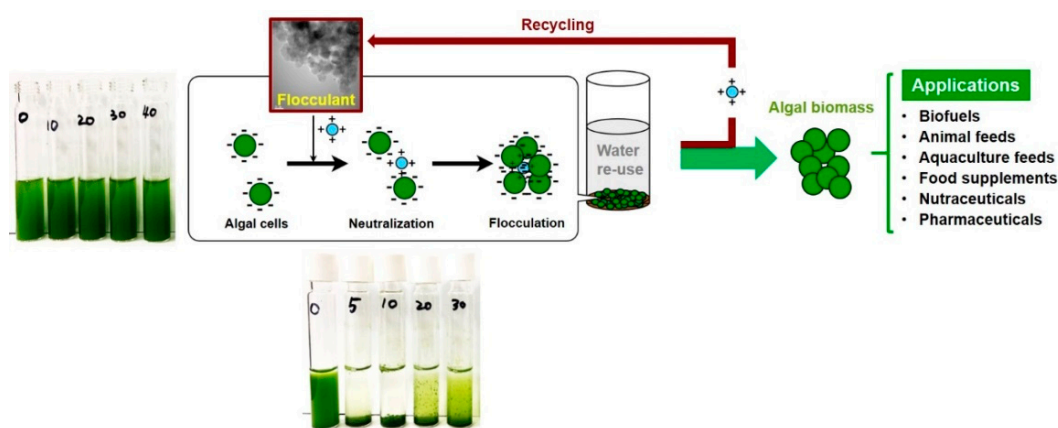 Recycling
Flocculant
0 10 20 30 40
Algal cells
Neutralization
Flocculation
Water
re-use
Algal biomass
Applications
• Biofuels
• Animal feeds
• Aquaculture feeds
• Food supplements
• Nutraceuticals
• Pharmaceuticals
0 5 10 20 30